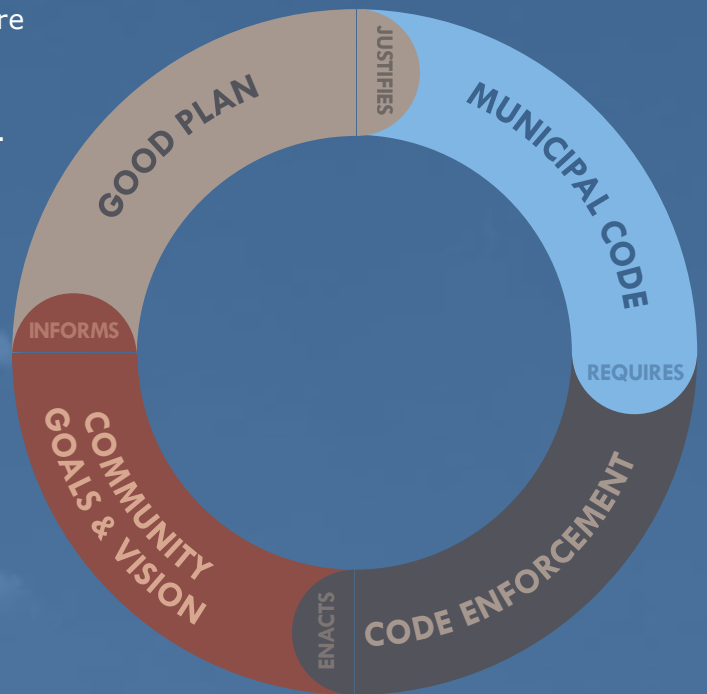 re
JUSTIFIES
GOOD PLAN
MUNICIPAL CODE
INFORMS
REQUIRES
COMMUNITY
GOALS & VISION
CODE ENFORCEMENT
ENACTS